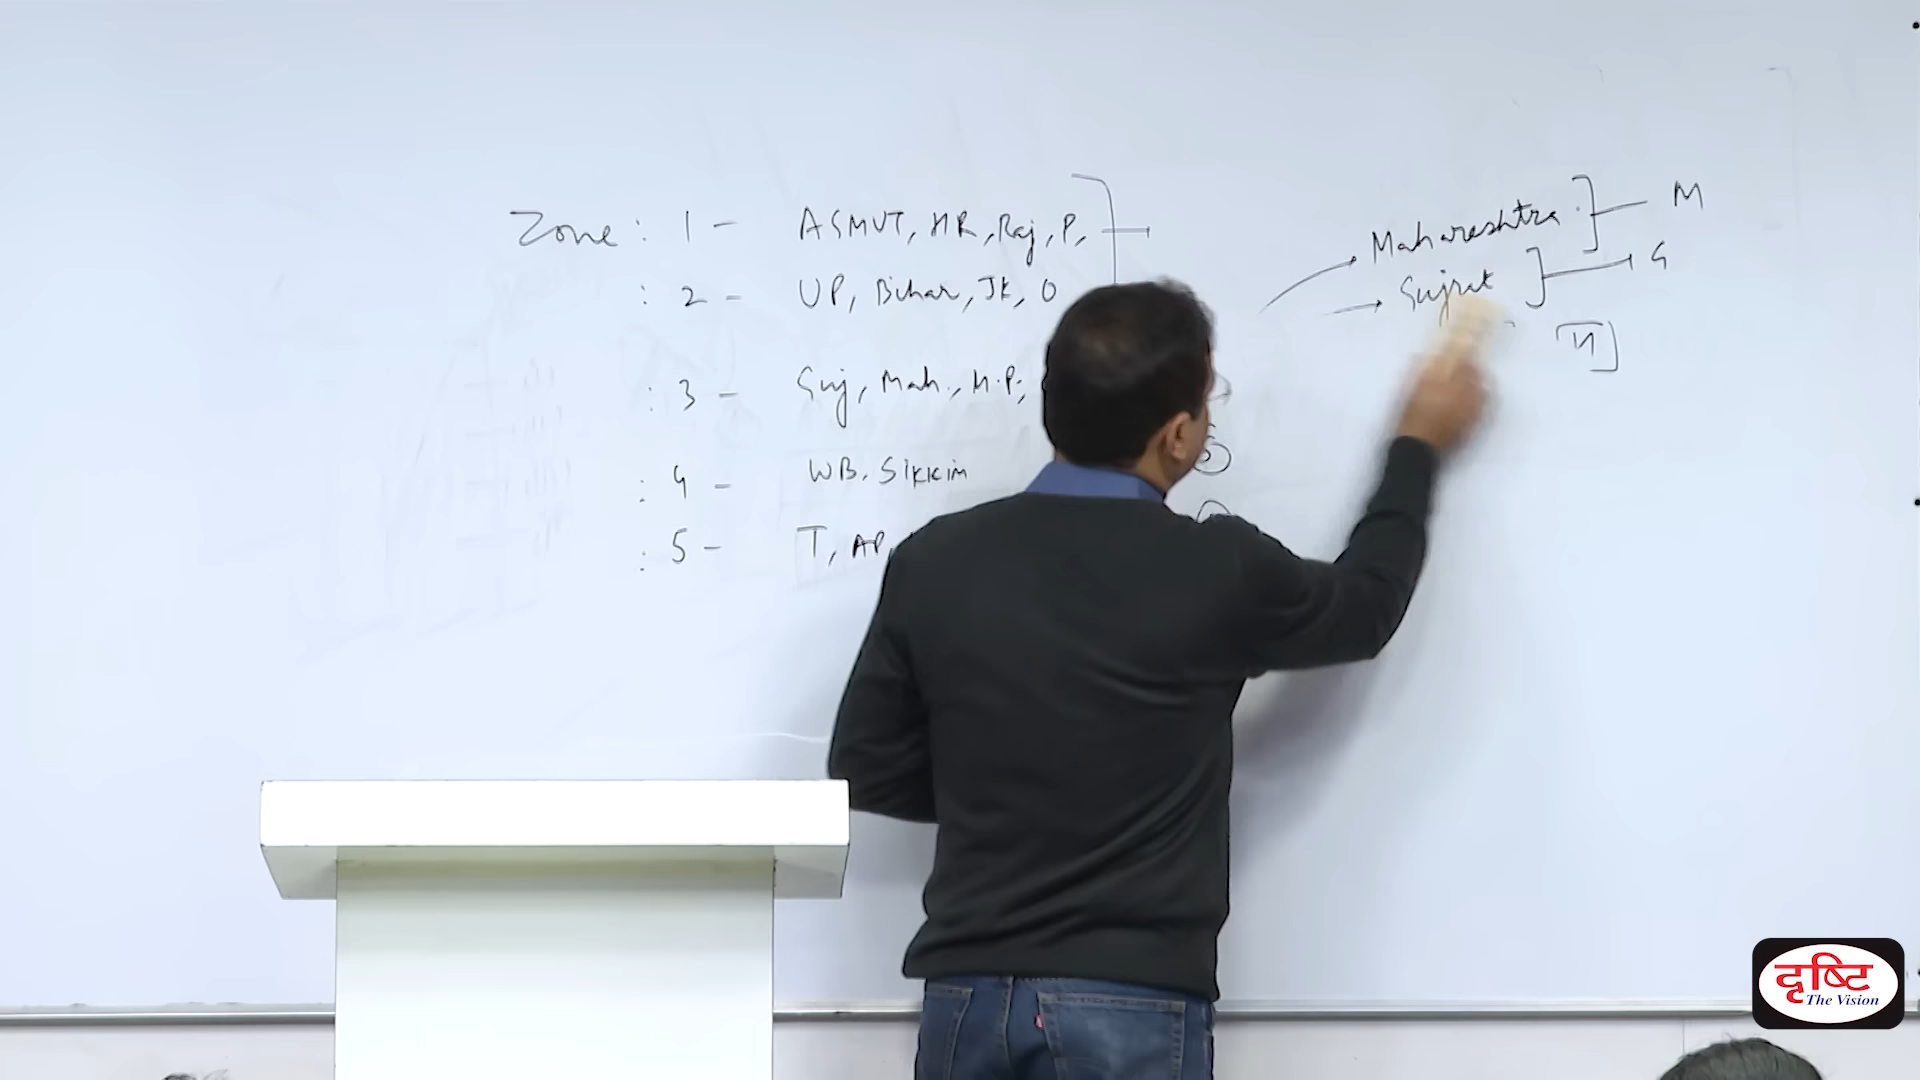 Zone : 1 - ASMUT, HR, Raj, P,
: 2 - UP, Bihar, JK, O
: 3 - Guj, Mah., M.P.,
: 4 - WB. Sikkim
: 5 - T, AP
Maharashtra M
Gujrat G
दृष्टि
The Vision